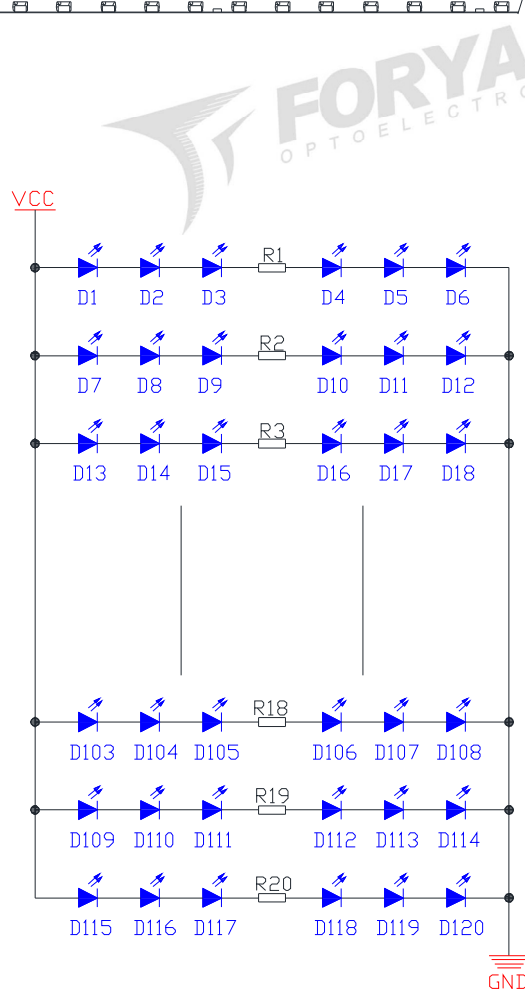 FORYA
OPTOELECTRO
VCC
R1
D1 D2 D3 D4 D5 D6
R2
D7 D8 D9 D10 D11 D12
R3
D13 D14 D15 D16 D17 D18
R18
D103 D104 D105 D106 D107 D108
R19
D109 D110 D111 D112 D113 D114
R20
D115 D116 D117 D118 D119 D120
GND